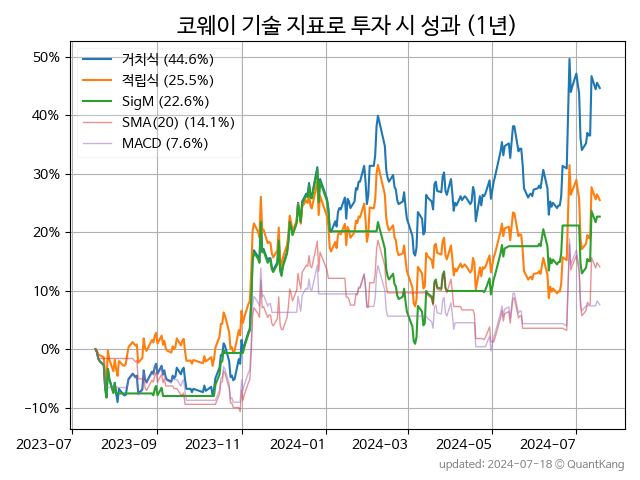 코웨이 기술 지표로 투자 시 성과 (1년)
거치식 (44.6%)
적립식 (25.5%)
SigM (22.6%)
SMA(20) (14.1%)
MACD (7.6%)
50%
40%
30%
20%
10%
0%
−10%
2023-07 2023-09 2023-11 2024-01 2024-03 2024-05 2024-07
updated: 2024-07-18 © QuantKang